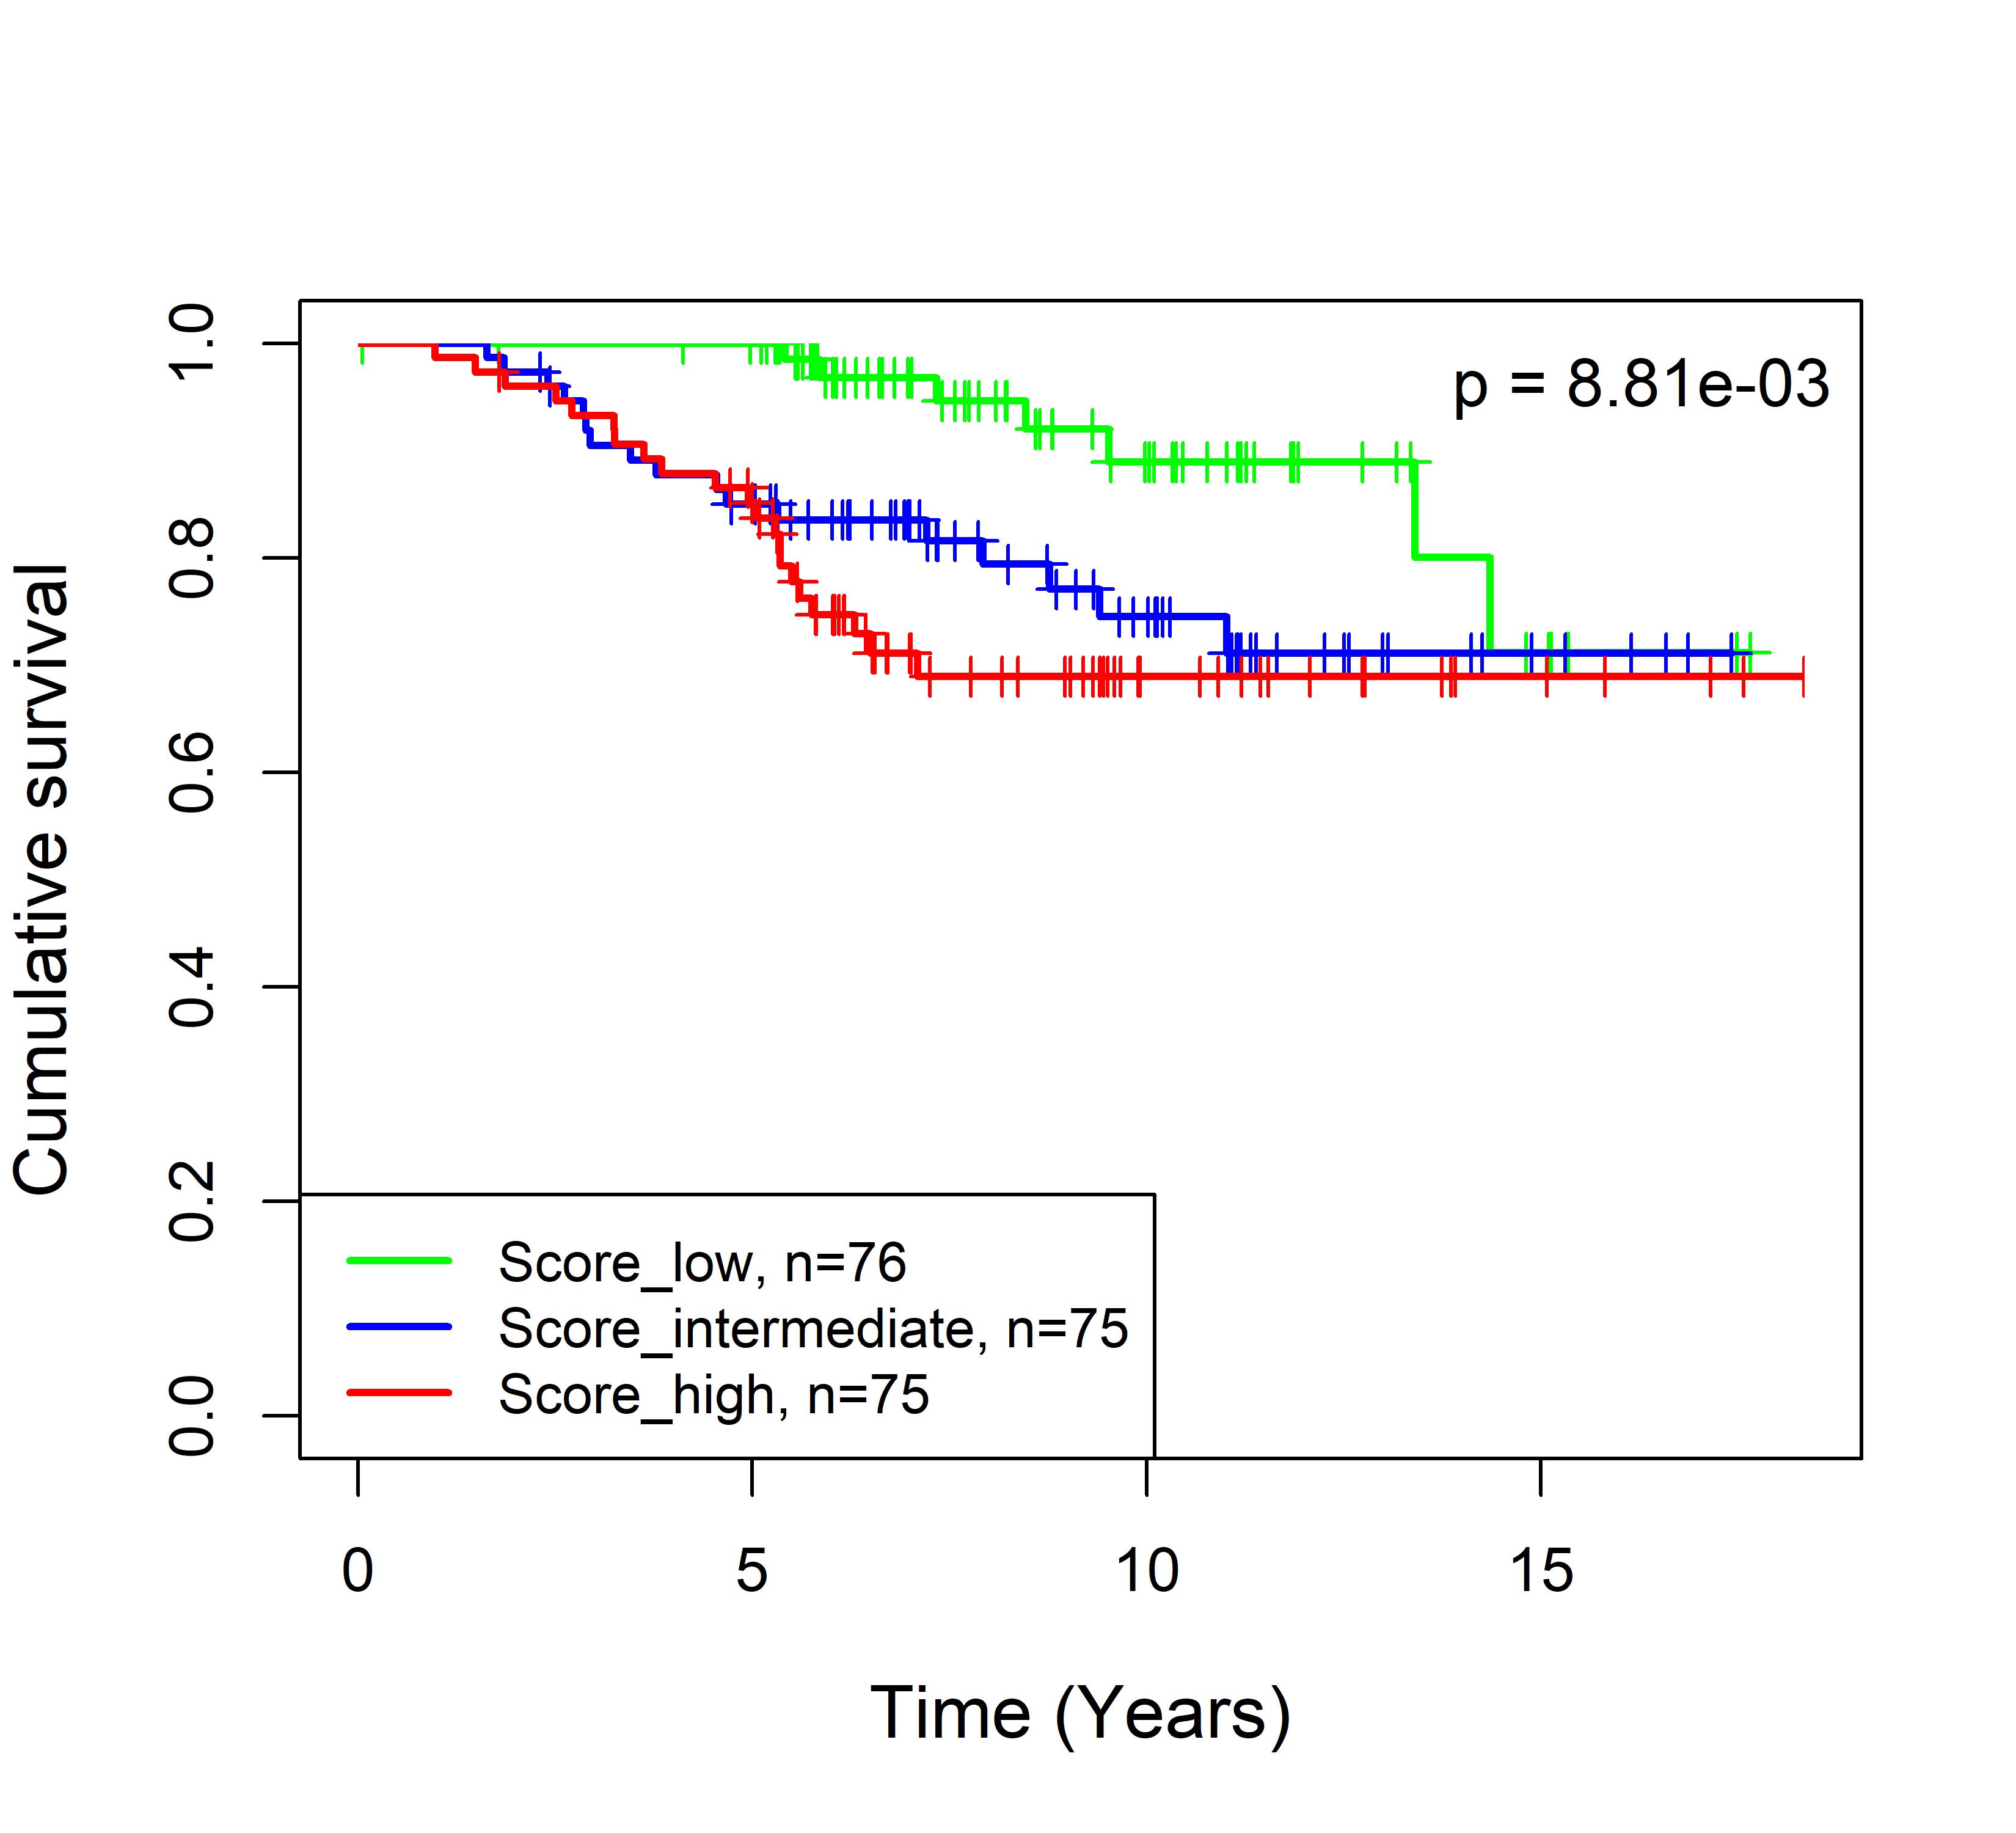 p = 8.81e-03
Cumulative survival
1.0
0.8
0.6
0.4
0.2
0.0
Score_low, n=76
Score_intermediate, n=75
Score_high, n=75
0 5 10 15
Time (Years)